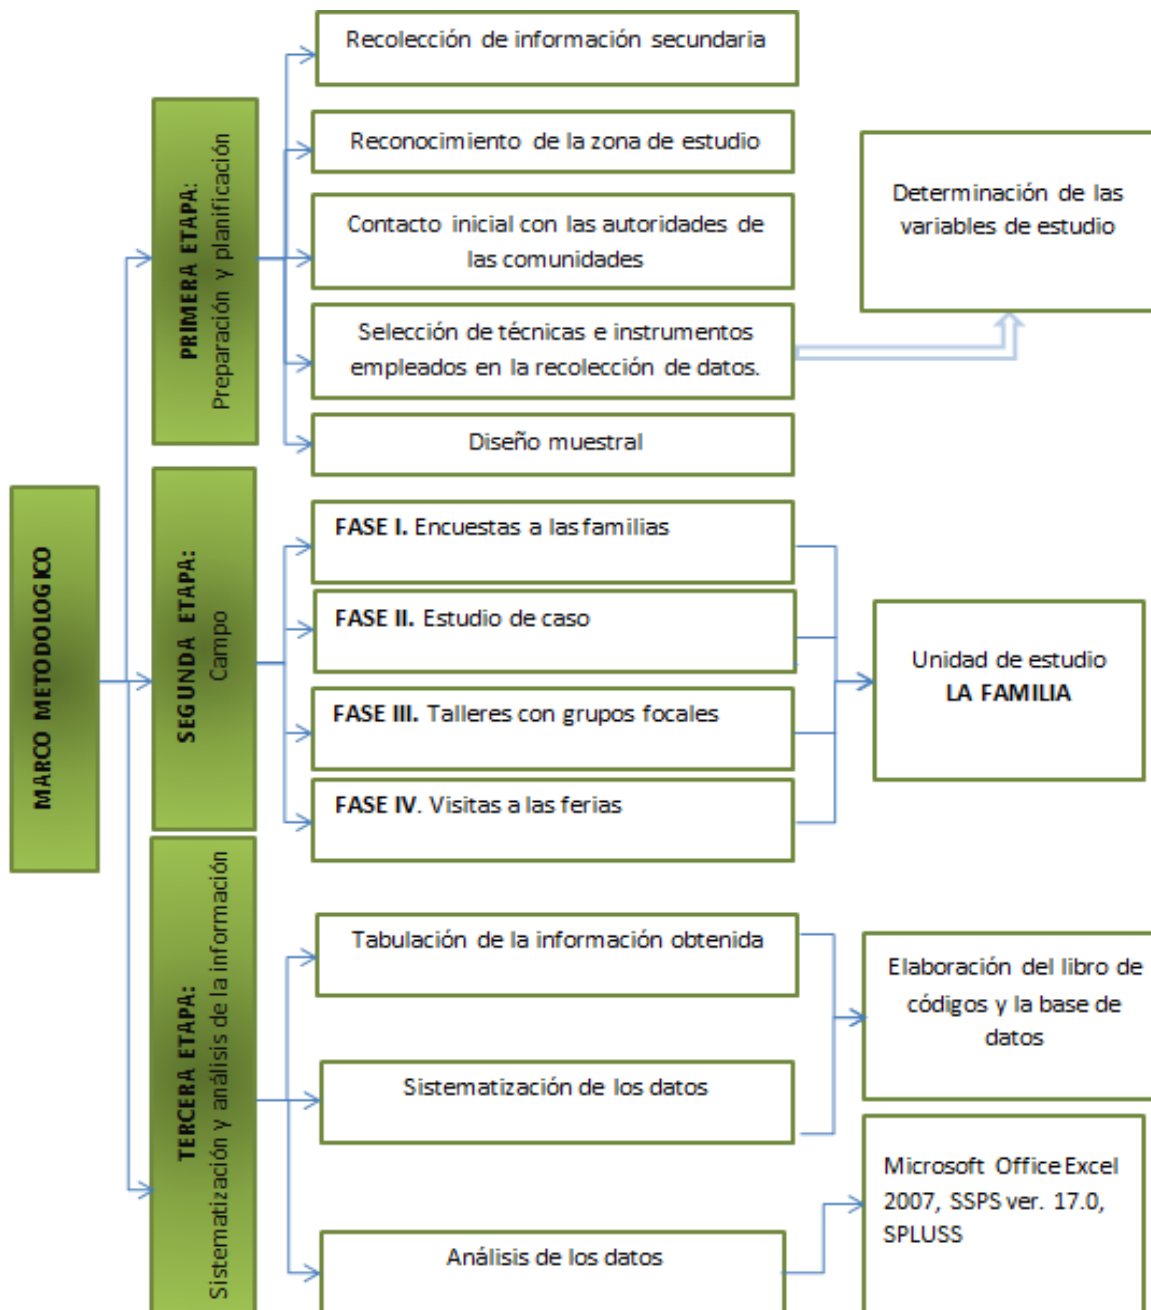 MARCO METODOLOGICO
PRIMERA ETAPA:
Preparación y planificación
Recolección de información secundaria
Reconocimiento de la zona de estudio
Contacto inicial con las autoridades de
las comunidades
Selección de técnicas e instrumentos
empleados en la recolección de datos.
Diseño muestral
Determinación de las
variables de estudio
SEGUNDA ETAPA:
Campo
FASE I. Encuestas a las familias
FASE II. Estudio de caso
FASE III. Talleres con grupos focales
FASE IV. Visitas a las ferias
Unidad de estudio
LA FAMILIA
TERCERA ETAPA:
Sistematización y análisis de la información
Tabulación de la información obtenida
Sistematización de los datos
Análisis de los datos
Elaboración del libro de
códigos y la base de
datos
Microsoft Office Excel
2007, SSPS ver. 17.0,
SPLUSS